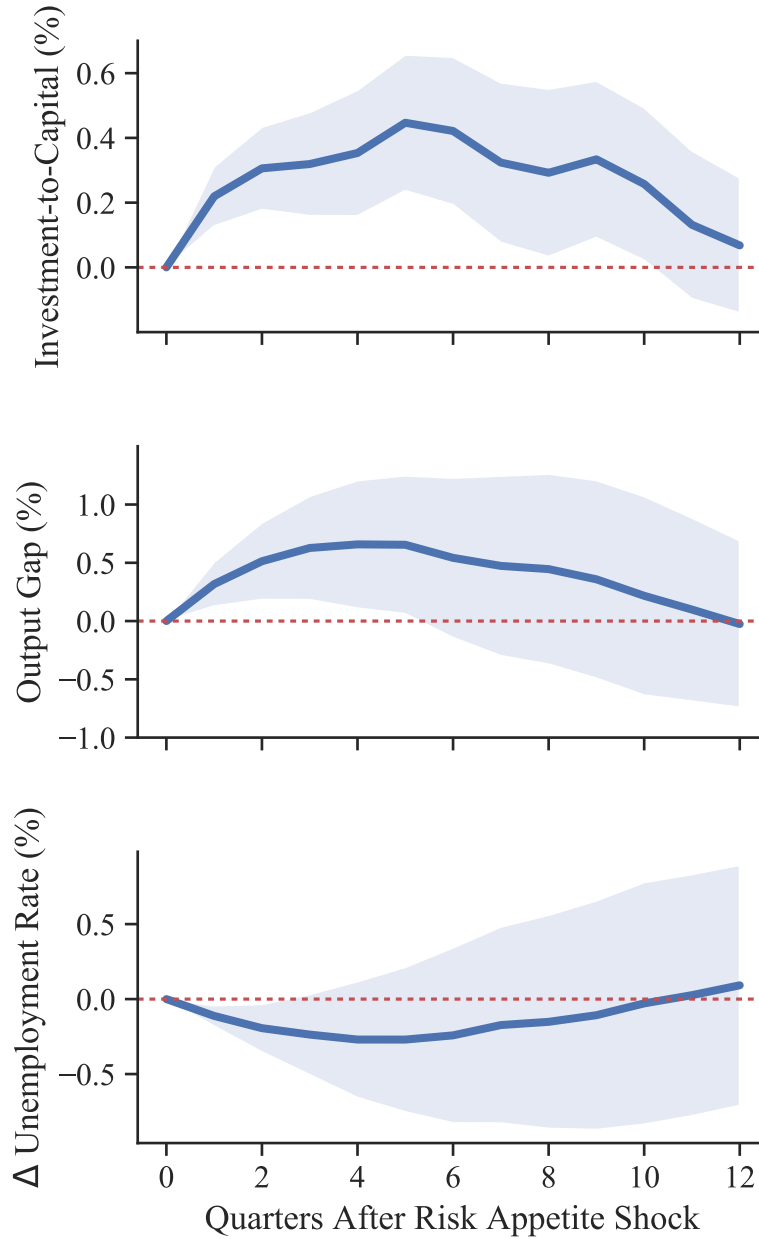 Investment-to-Capital (%)
0.6
0.4
0.2
0.0
Output Gap (%)
1.0
0.5
0.0
−0.5
−1.0
Δ Unemployment Rate (%)
0.5
0.0
−0.5
0 2 4 6 8 10 12
Quarters After Risk Appetite Shock